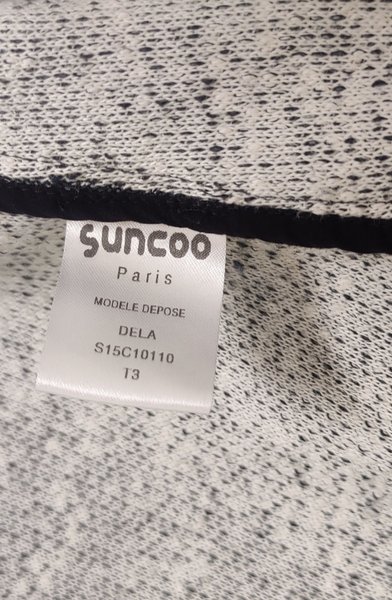 suncoo
Paris
MODELE DEPOSE
DELA
S15C10110
T3